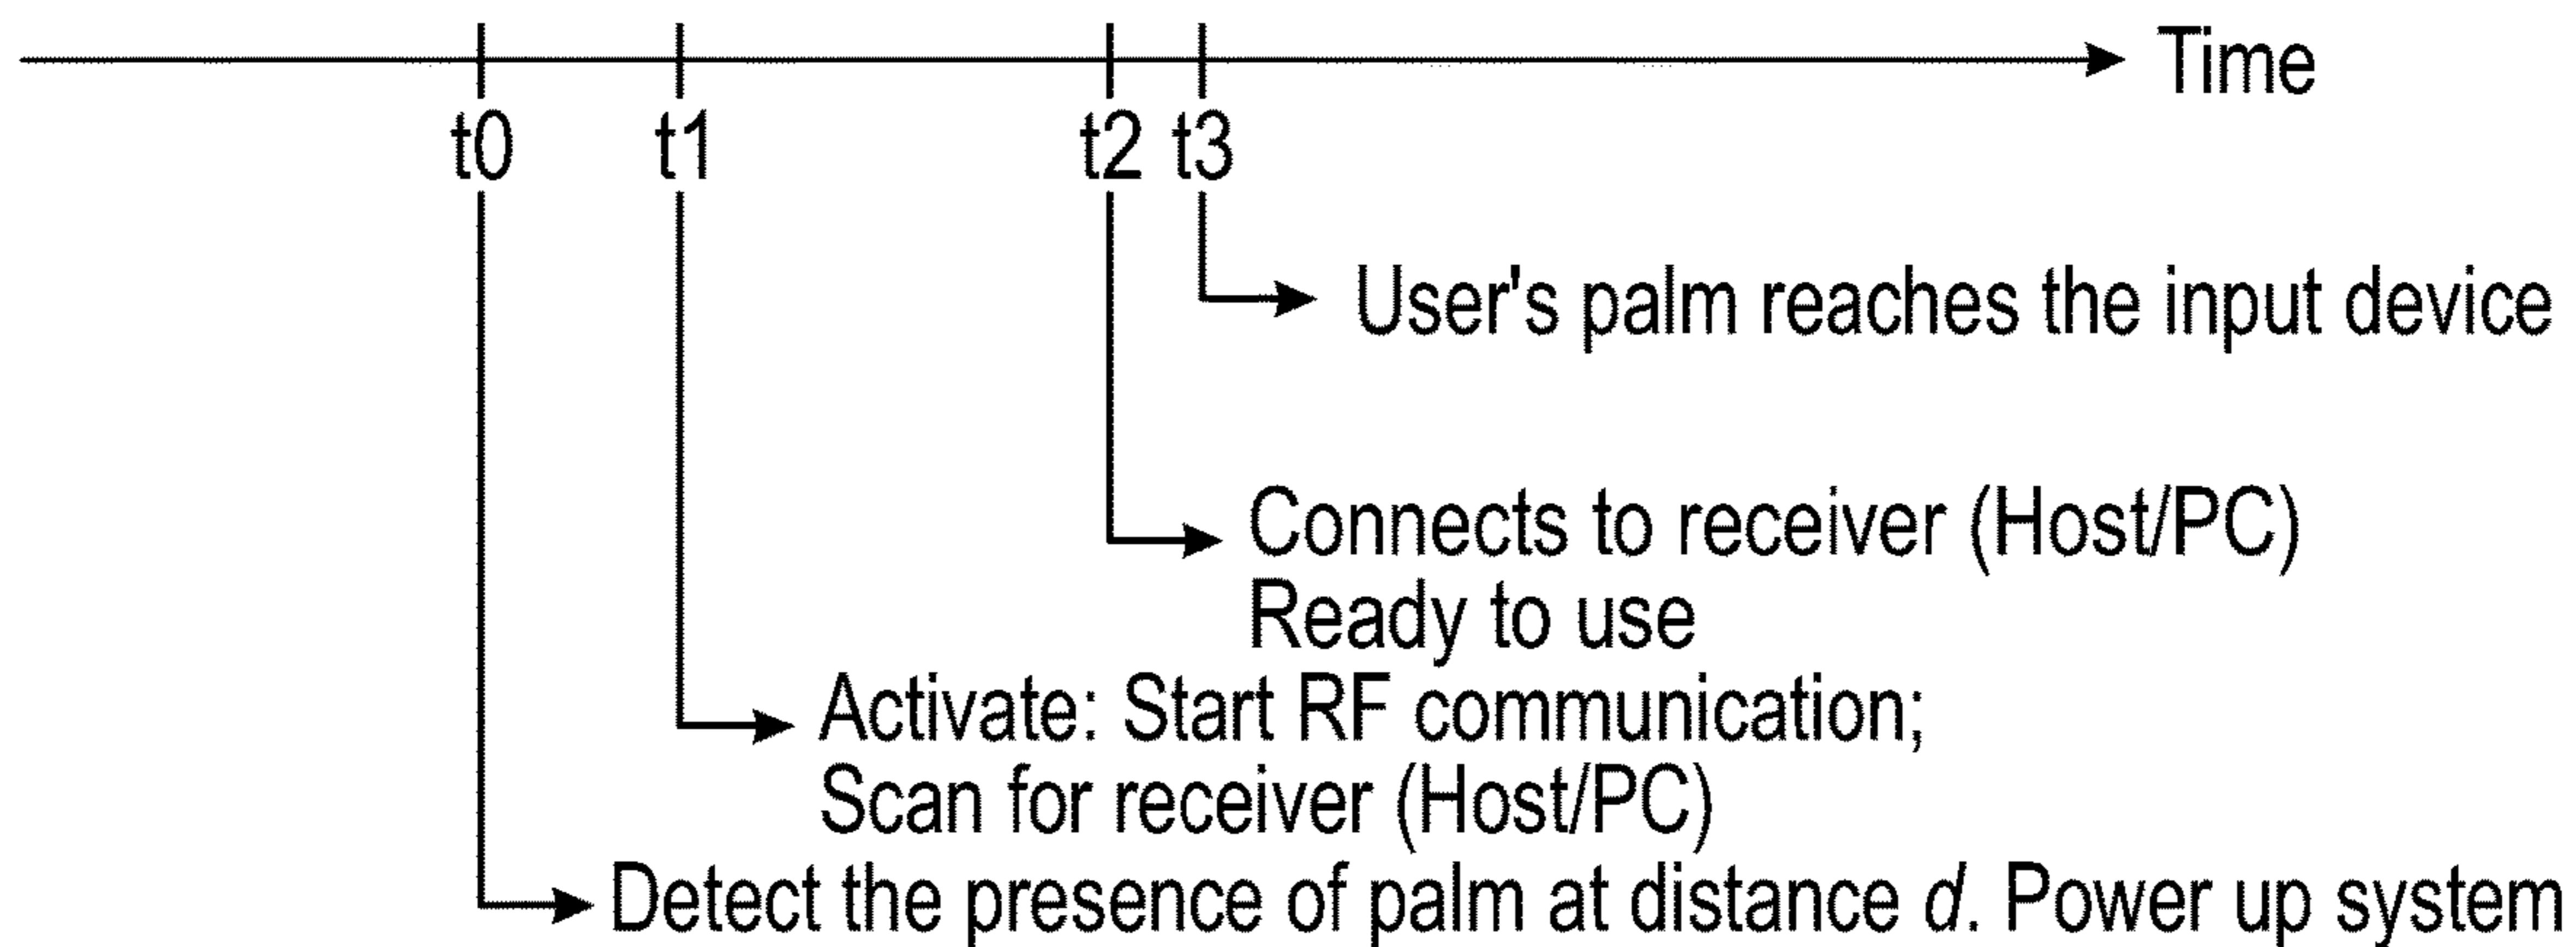 Time
t0 t1 t2 t3
User's palm reaches the input device
Connects to receiver (Host/PC)
Ready to use
Activate: Start RF communication;
Scan for receiver (Host/PC)
Detect the presence of palm at distance d. Power up system